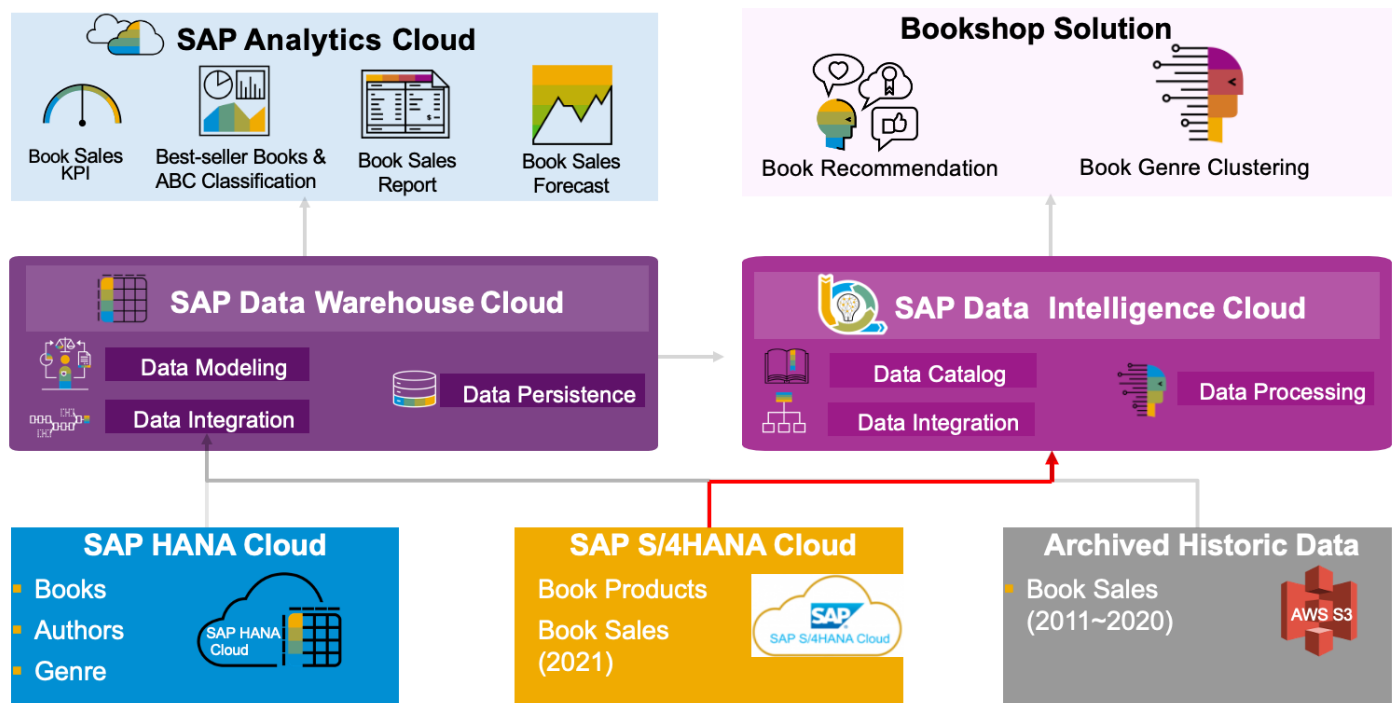 SAP Analytics Cloud
Book Sales
KPI
Best-seller Books &
ABC Classification
Book Sales
Report
Book Sales
Forecast
Bookshop Solution
Book Recommendation
Book Genre Clustering
SAP Data Warehouse Cloud
Data Modeling
Data Integration
Data Persistence
SAP Data Intelligence Cloud
Data Catalog
Data Integration
Data Processing
SAP HANA Cloud
Books
Authors
Genre
SAP HANA
Cloud
SAP S/4HANA Cloud
Book Products
Book Sales
(2021)
SAP
SAP S/4HANA Cloud
Archived Historic Data
Book Sales
(2011~2020)
AWS S3